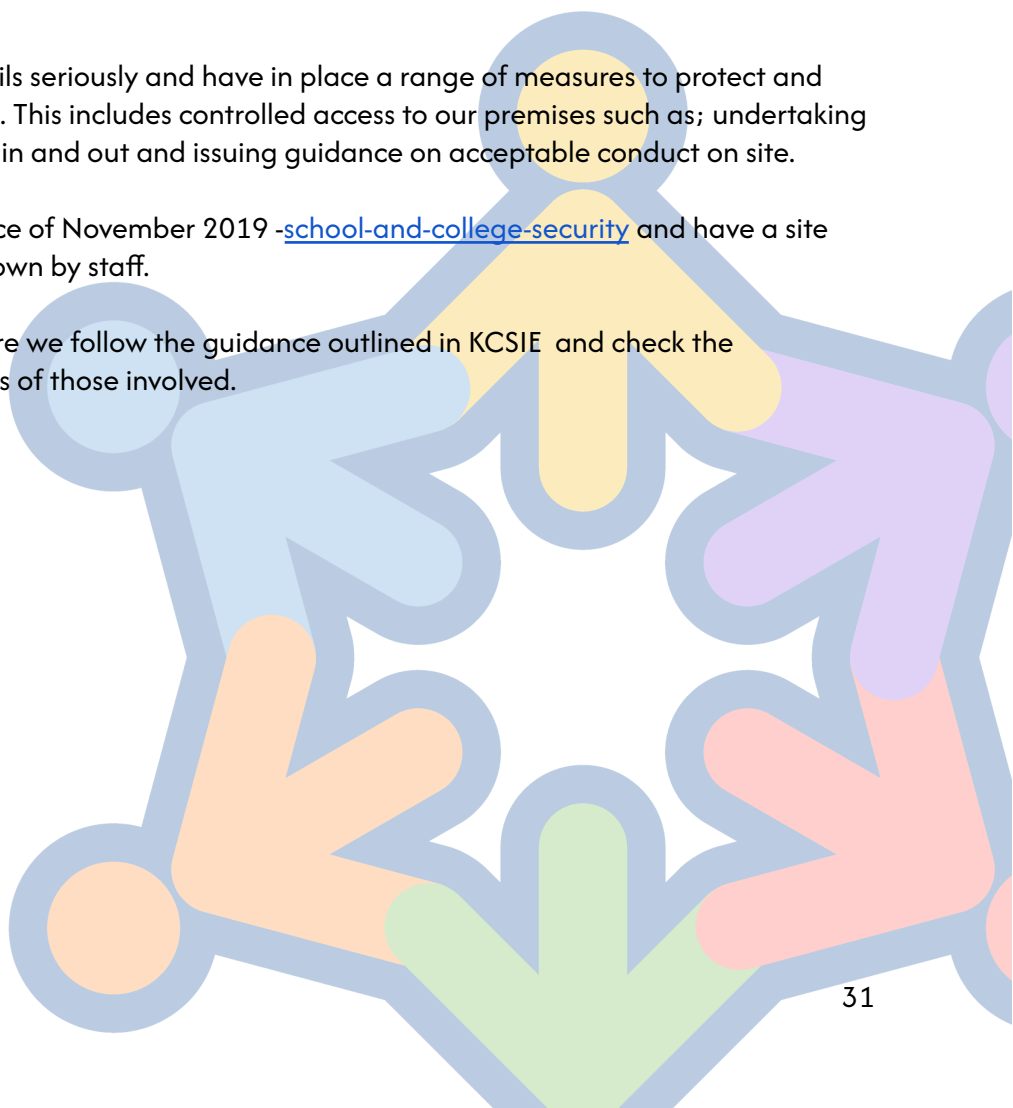 ils seriously and have in place a range of measures to protect and
. This includes controlled access to our premises such as; undertaking
in and out and issuing guidance on acceptable conduct on site.
ce of November 2019 -school-and-college-security and have a site
own by staff.
re we follow the guidance outlined in KCSIE and check the
s of those involved.
31